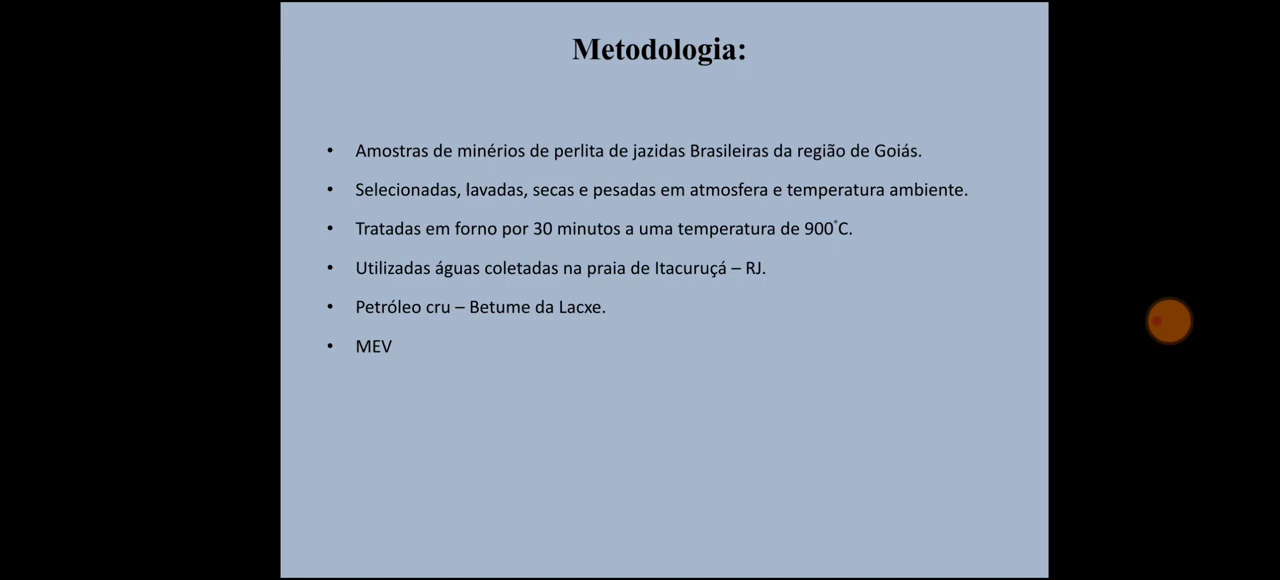 Metodologia:
• Amostras de minérios de perlita de jazidas Brasileiras da região de Goiás.
• Selecionadas, lavadas, secas e pesadas em atmosfera e temperatura ambiente.
• Tratadas em forno por 30 minutos a uma temperatura de 900°C.
• Utilizadas águas coletadas na praia de Itacuruçá – RJ.
• Petróleo cru – Betume da Lacxe.
• MEV